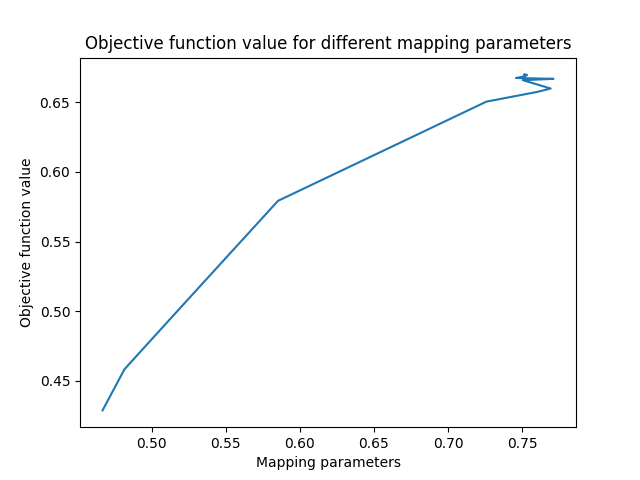 Objective function value for different mapping parameters
0.65
0.60
0.55
0.50
0.45
Objective function value
0.50 0.55 0.60 0.65 0.70 0.75
Mapping parameters